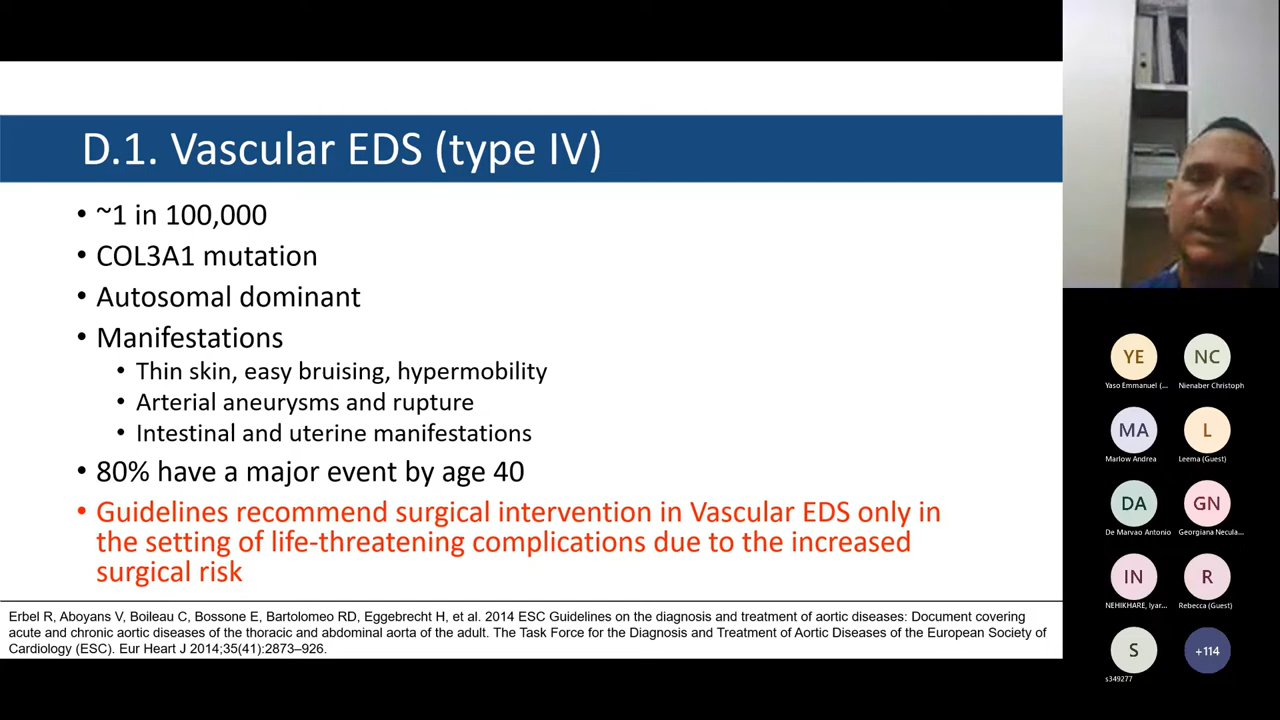 D.1. Vascular EDS (type IV)
• ~1 in 100,000
• COL3A1 mutation
• Autosomal dominant
• Manifestations
• Thin skin, easy bruising, hypermobility
• Arterial aneurysms and rupture
• Intestinal and uterine manifestations
• 80% have a major event by age 40
• Guidelines recommend surgical intervention in Vascular EDS only in
the setting of life-threatening complications due to the increased
surgical risk
Erbel R, Aboyans V, Boileau C, Bossone E, Bartolomeo RD, Eggebrecht H, et al. 2014 ESC Guidelines on the diagnosis and treatment of aortic diseases: Document covering
acute and chronic aortic diseases of the thoracic and abdominal aorta of the adult. The Task Force for the Diagnosis and Treatment of Aortic Diseases of the European Society of
Cardiology (ESC). Eur Heart J 2014;35(41):2873–926.
YE
NC
Yaso Emmanuel (...
Nienaber Christoph
MA
L
Marlow Andrea
Leema (Guest)
DA
GN
De Marvao Antonio
Georgiana Necula...
IN
R
NEHIKHARE, Iyar...
Rebecca (Guest)
S
+114
s349277